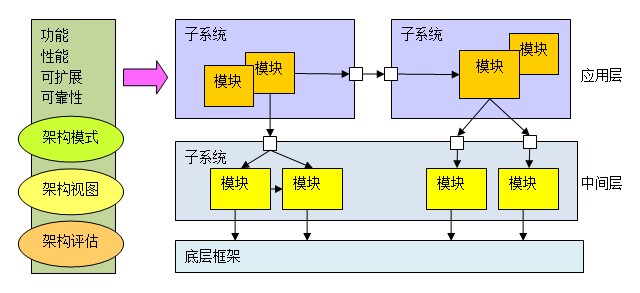 功能
性能
可扩展
可靠性
架构模式
架构视图
架构评估
子系统
模块
模块
子系统
模块
模块
应用层
子系统
模块
模块
模块
模块
中间层
底层框架